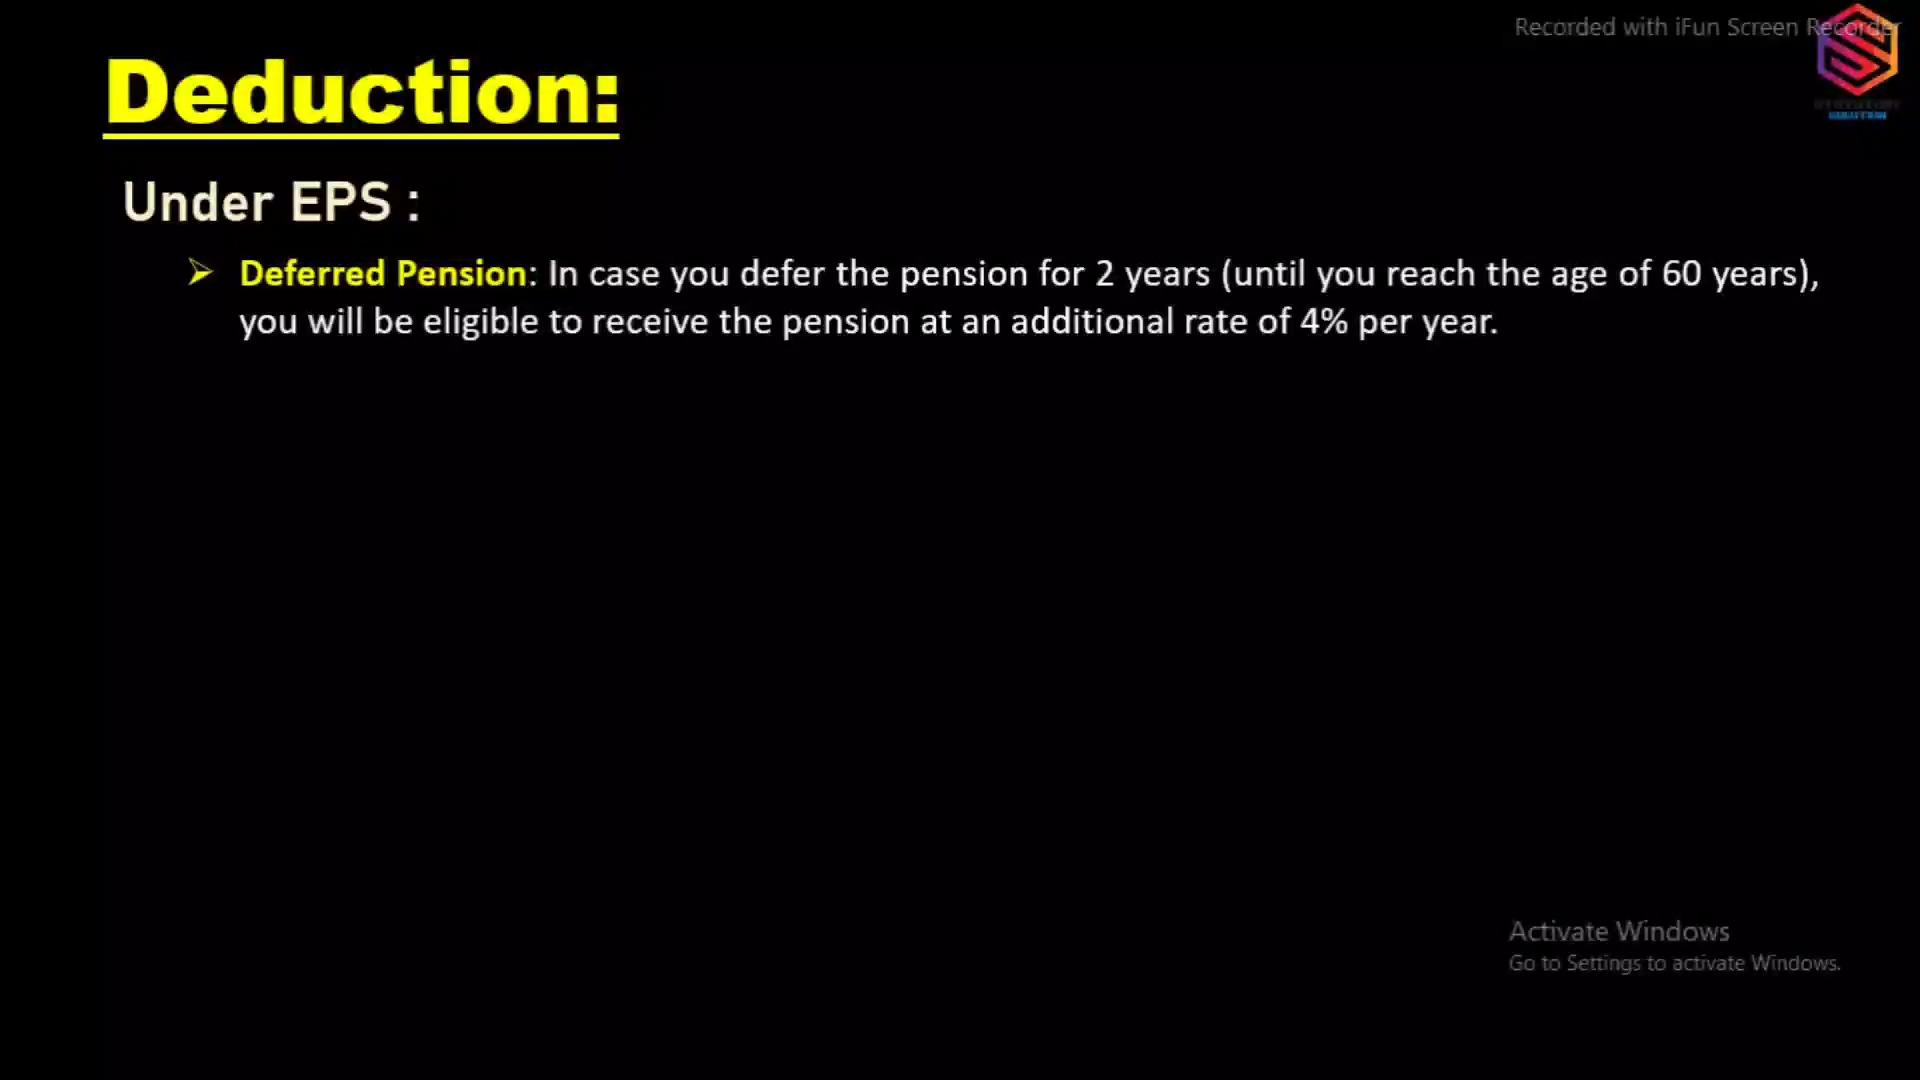 Recorded with iFun Screen Recorder
Deduction:
Under EPS :
➢ Deferred Pension: In case you defer the pension for 2 years (until you reach the age of 60 years),
you will be eligible to receive the pension at an additional rate of 4% per year.
Activate Windows
Go to Settings to activate Windows.